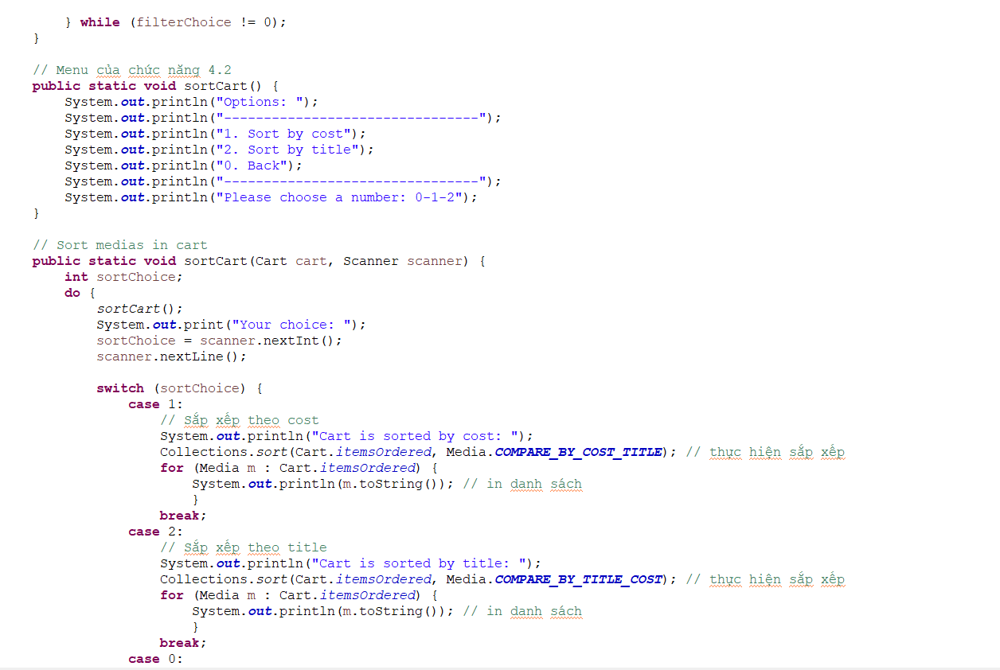 } while (filterChoice != 0);
}
// Menu của chức năng 4.2
public static void sortCart() {
System.out.println("Options: ");
System.out.println("--------------------------------");
System.out.println("1. Sort by cost");
System.out.println("2. Sort by title");
System.out.println("0. Back");
System.out.println("--------------------------------");
System.out.println("Please choose a number: 0-1-2");
}
// Sort medias in cart
public static void sortCart(Cart cart, Scanner scanner) {
int sortChoice;
do {
sortCart();
System.out.print("Your choice: ");
sortChoice = scanner.nextInt();
scanner.nextLine();
switch (sortChoice) {
case 1:
// Sắp xếp theo cost
System.out.println("Cart is sorted by cost: ");
Collections.sort(Cart.itemsOrdered, Media.COMPARE_BY_COST_TITLE); // thực hiện sắp xếp
for (Media m : Cart.itemsOrdered) {
System.out.println(m.toString()); // in danh sách
}
break;
case 2:
// Sắp xếp theo title
System.out.println("Cart is sorted by title: ");
Collections.sort(Cart.itemsOrdered, Media.COMPARE_BY_TITLE_COST); // thực hiện sắp xếp
for (Media m : Cart.itemsOrdered) {
System.out.println(m.toString()); // in danh sách
}
break;
case 0: